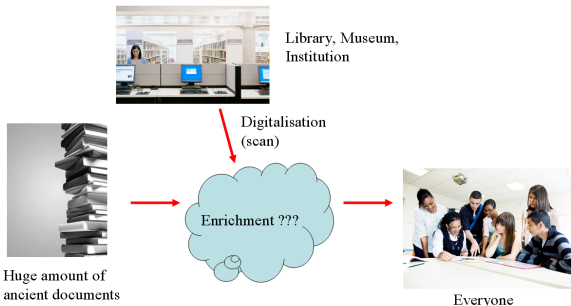 Library, Museum,
Institution
Digitalisation
(scan)
Enrichment ???
Huge amount of
ancient documents
Everyone